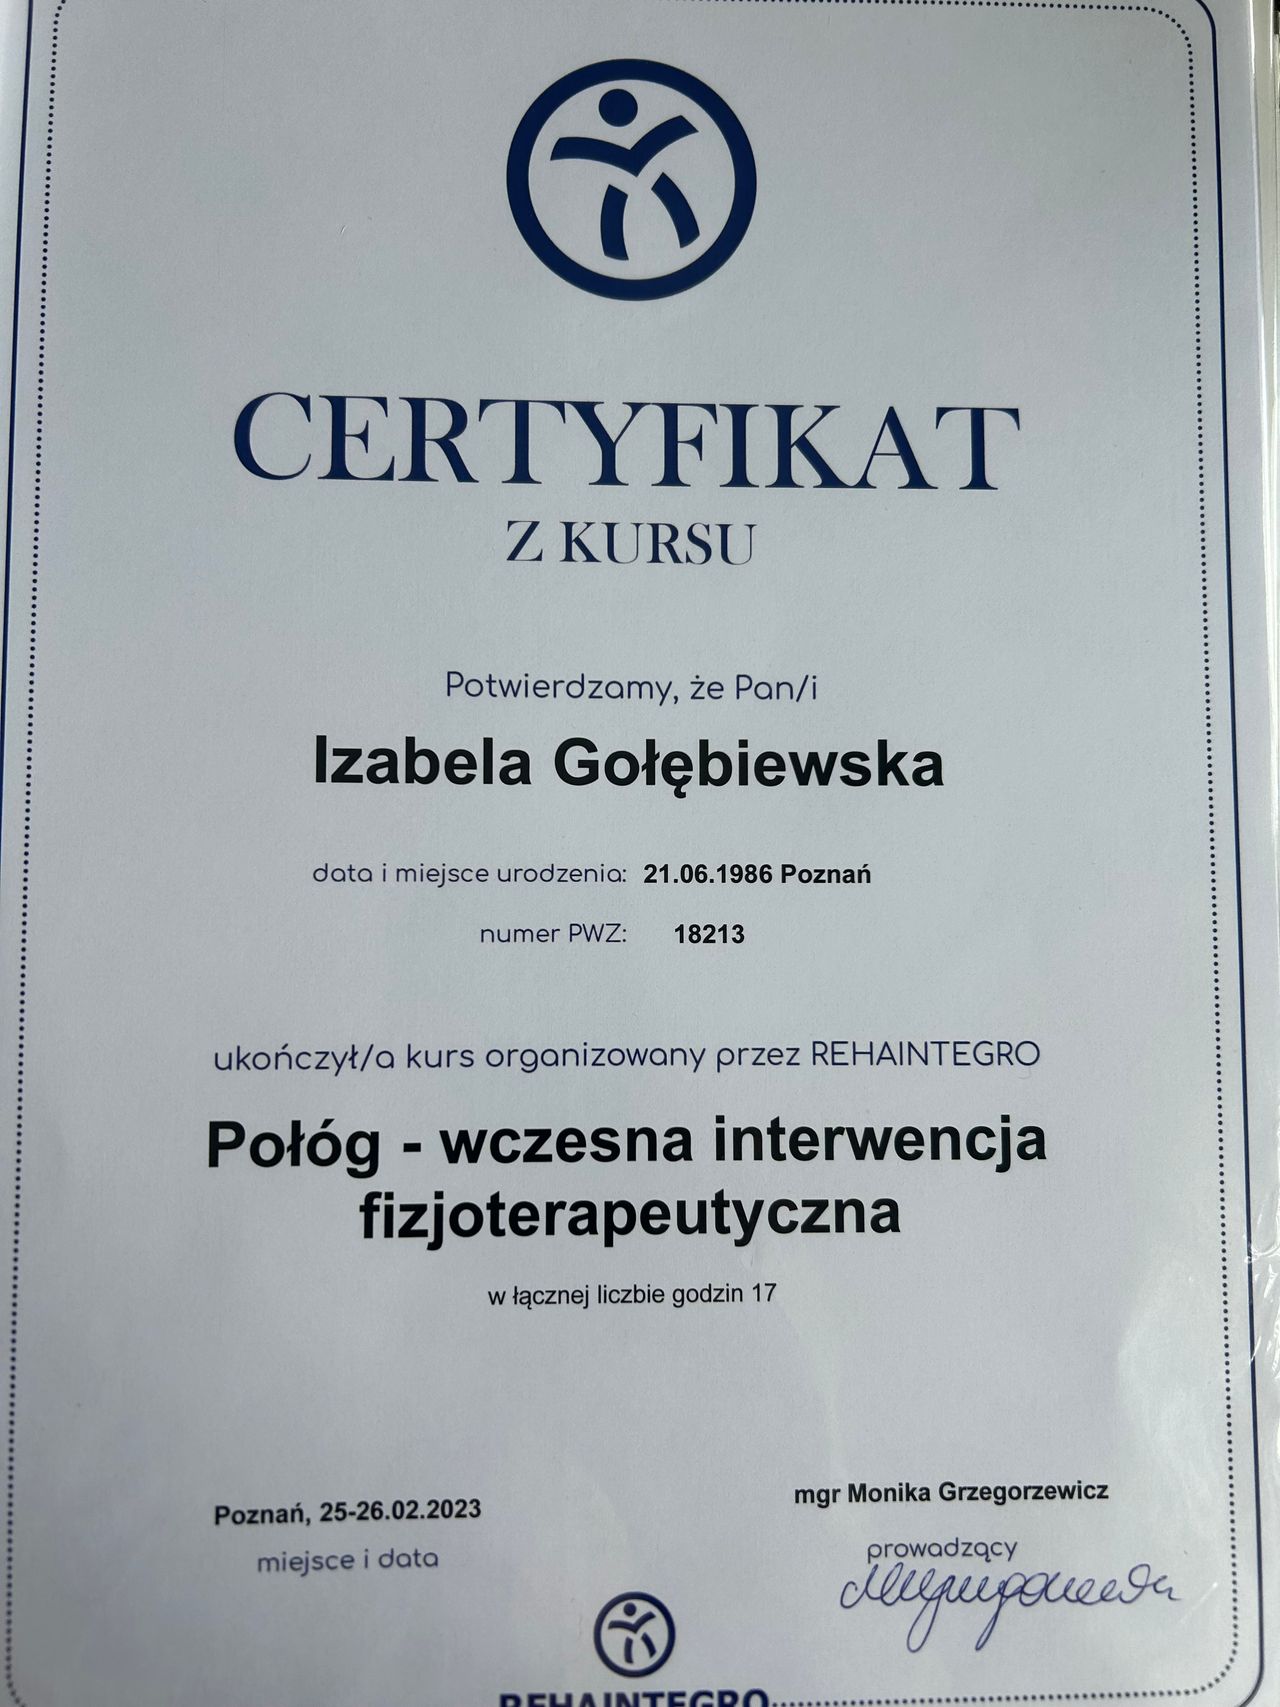 CERTYFIKAT
Z KURSU
Potwierdzamy, że Pan/i
Izabela Gołębiewska
data i miejsce urodzenia: 21.06.1986 Poznań
numer PWZ: 18213
ukończył/a kurs organizowany przez REHAINTEGRO
Połóg - wczesna interwencja
fizjoterapeutyczna
w łącznej liczbie godzin 17
Poznań, 25-26.02.2023
miejsce i data
mgr Monika Grzegorzewicz
prowadzący
REHAINTEGRO